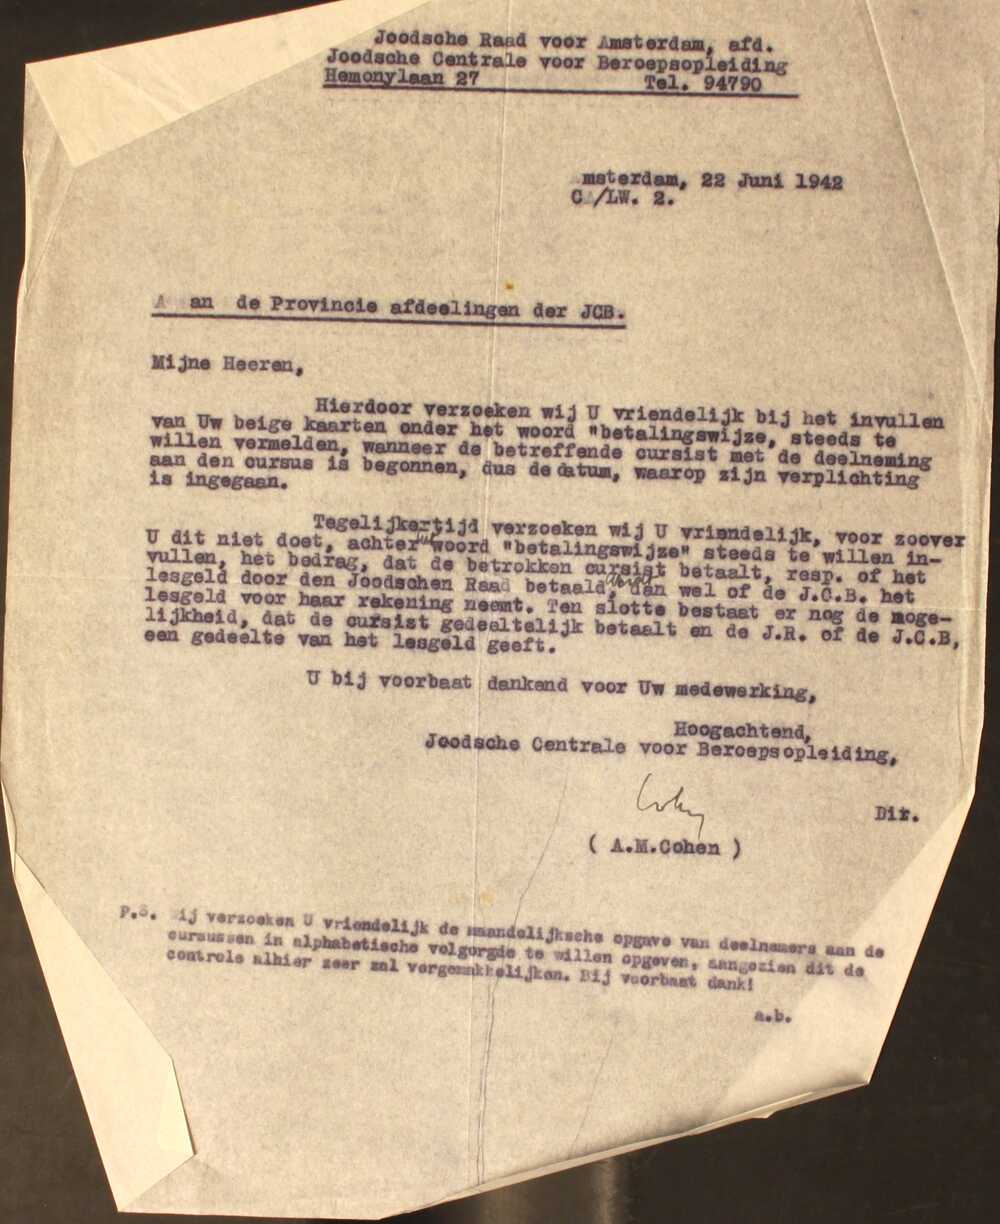 Joodsche Raad voor Amsterdam, afd.
Joodsche Centrale voor Beroepsopleiding
Hemonylaan 27 Tel. 94790
Amsterdam, 22 Juni 1942
CA/LW. 2.
Aan de Provincie afdeelingen der JCB.
Mijne Heeren,
Hierdoor verzoeken wij U vriendelijk bij het invullen
van Uw beige kaarten onder het woord "betalingswijze, steeds te
willen vermelden, wanneer de betreffende cursist met de deelneming
aan den cursus is begonnen, dus de datum, waarop zijn verplichting
is ingegaan.
Tegelijkertijd verzoeken wij U vriendelijk, voor zoover
U dit niet doet, achter het woord "betalingswijze" steeds te willen in-
vullen, het bedrag, dat de betrokken cursist betaalt, resp. of het
lesgeld door den Joodschen Raad betaald wordt, dan wel of de J.C.B. het
lesgeld voor haar rekening neemt. Ten slotte bestaat er nog de moge-
lijkheid, dat de cursist gedeeltelijk betaalt en de J.R. of de J.C.B,
een gedeelte van het lesgeld geeft.
U bij voorbaat dankend voor Uw medewerking,
Hoogachtend,
Joodsche Centrale voor Beroepsopleiding,
Cohen
Dir.
( A.M.Cohen )
P.S. Wij verzoeken U vriendelijk de maandelijksche opgave van deelnemers aan de
cursussen in alphabetische volgorgde te willen opgeven, aangezien dit de
controle alhier zeer zal vergemakkelijken. Bij voorbaat dank!
a.b.